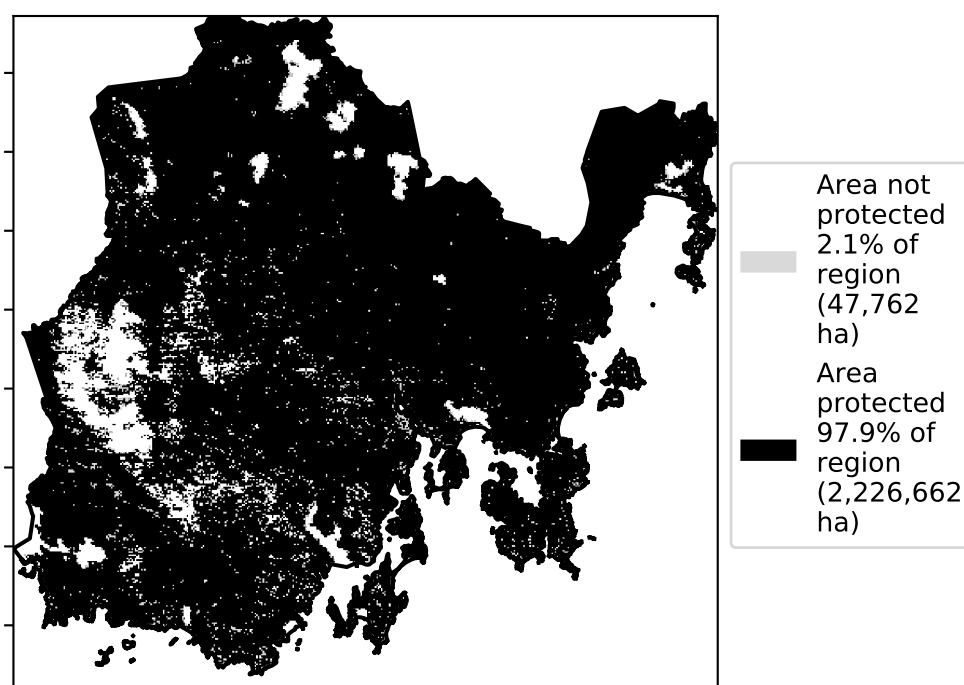 Area not
protected
2.1% of
region
(47,762
ha)
Area
protected
97.9% of
region
(2,226,662
ha)